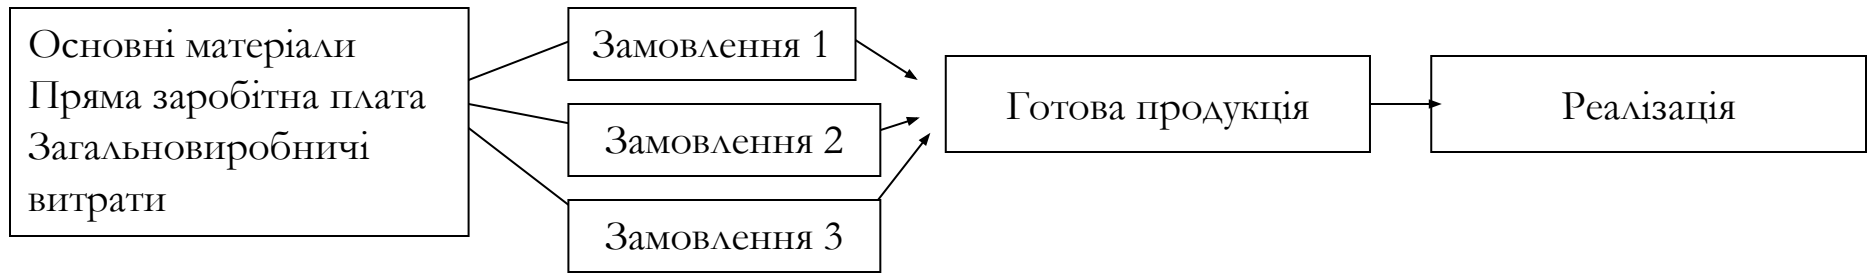 Основні матеріали
Пряма заробітна плата
Загальновиробничі
витрати
Замовлення 1
Замовлення 2
Замовлення 3
Готова продукція
Реалізація